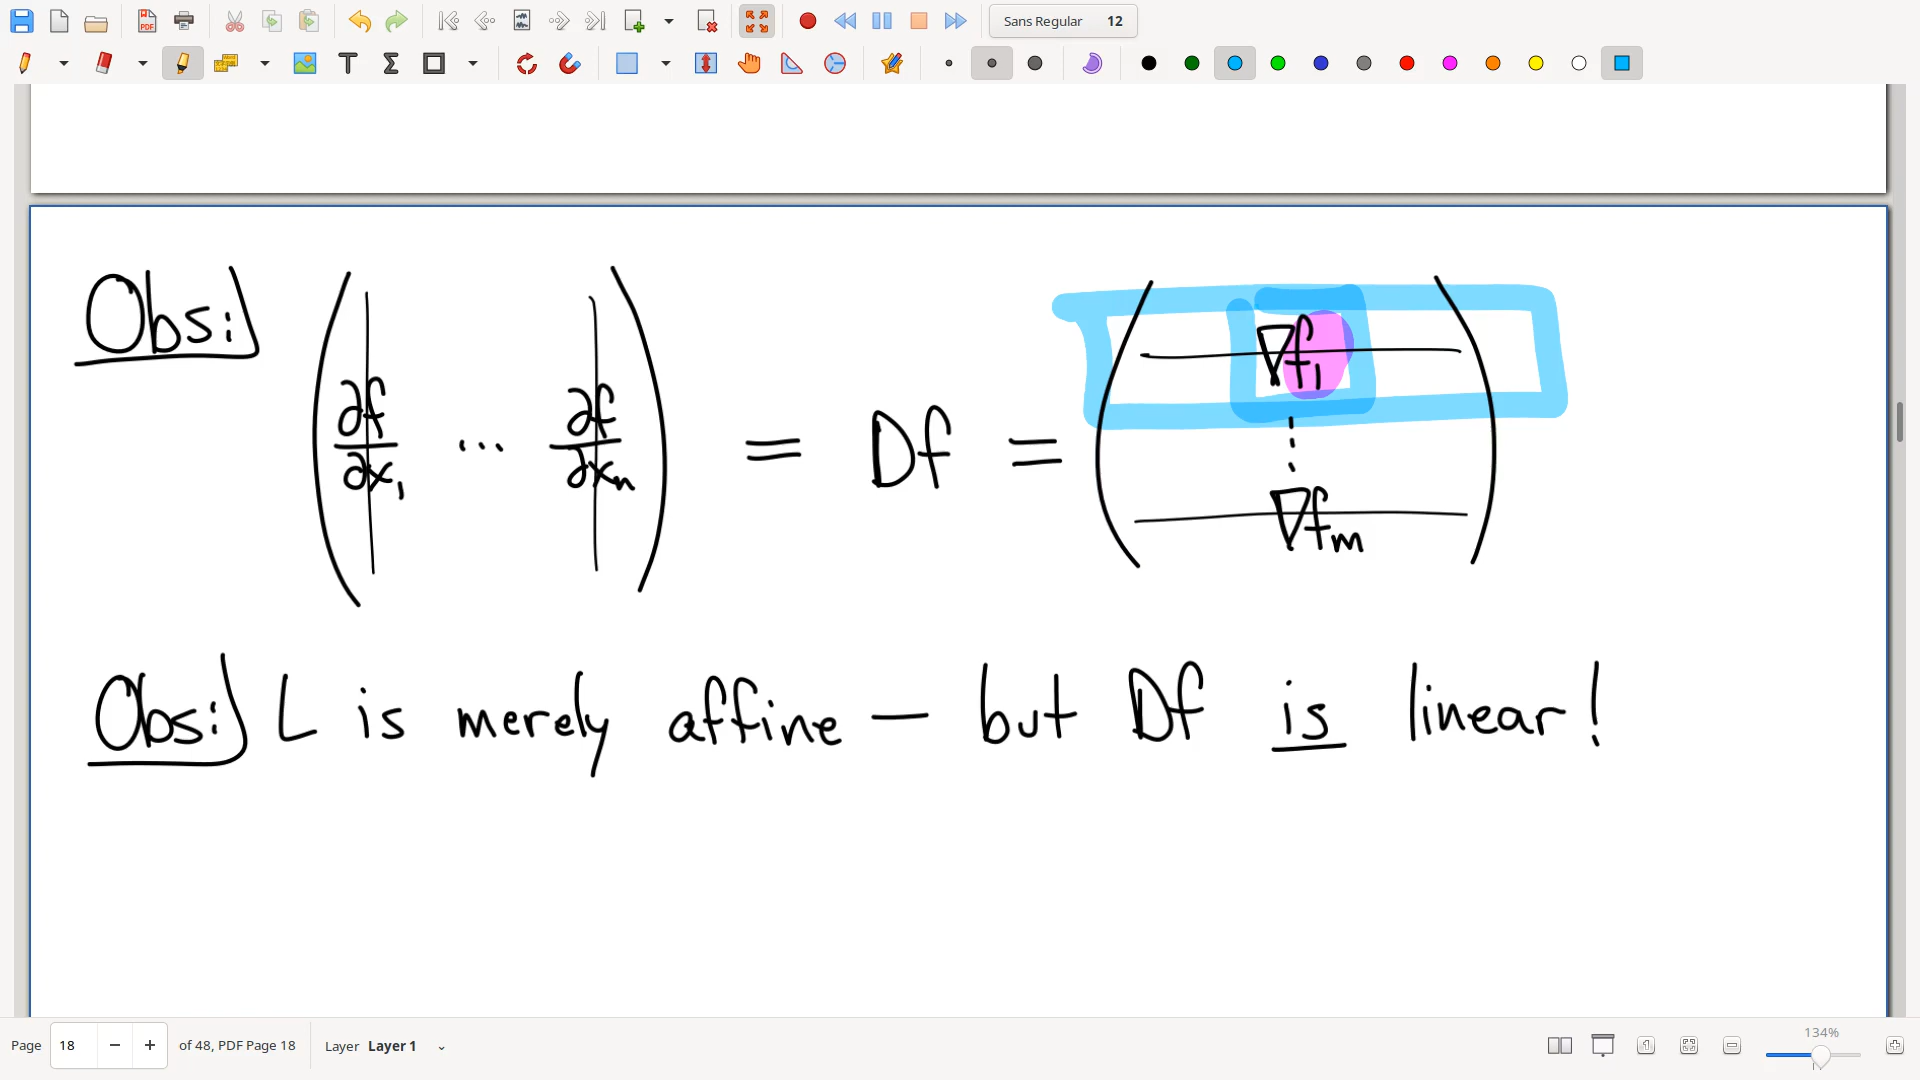 Sans Regular 12
Obs:
∂f/∂x₁ ⋯ ∂f/∂xₙ = Df = ∇f₁
⋮
∇fₘ
Obs: L is merely affine — but Df is linear!
Page 18 of 48, PDF Page 18 Layer Layer 1 134%